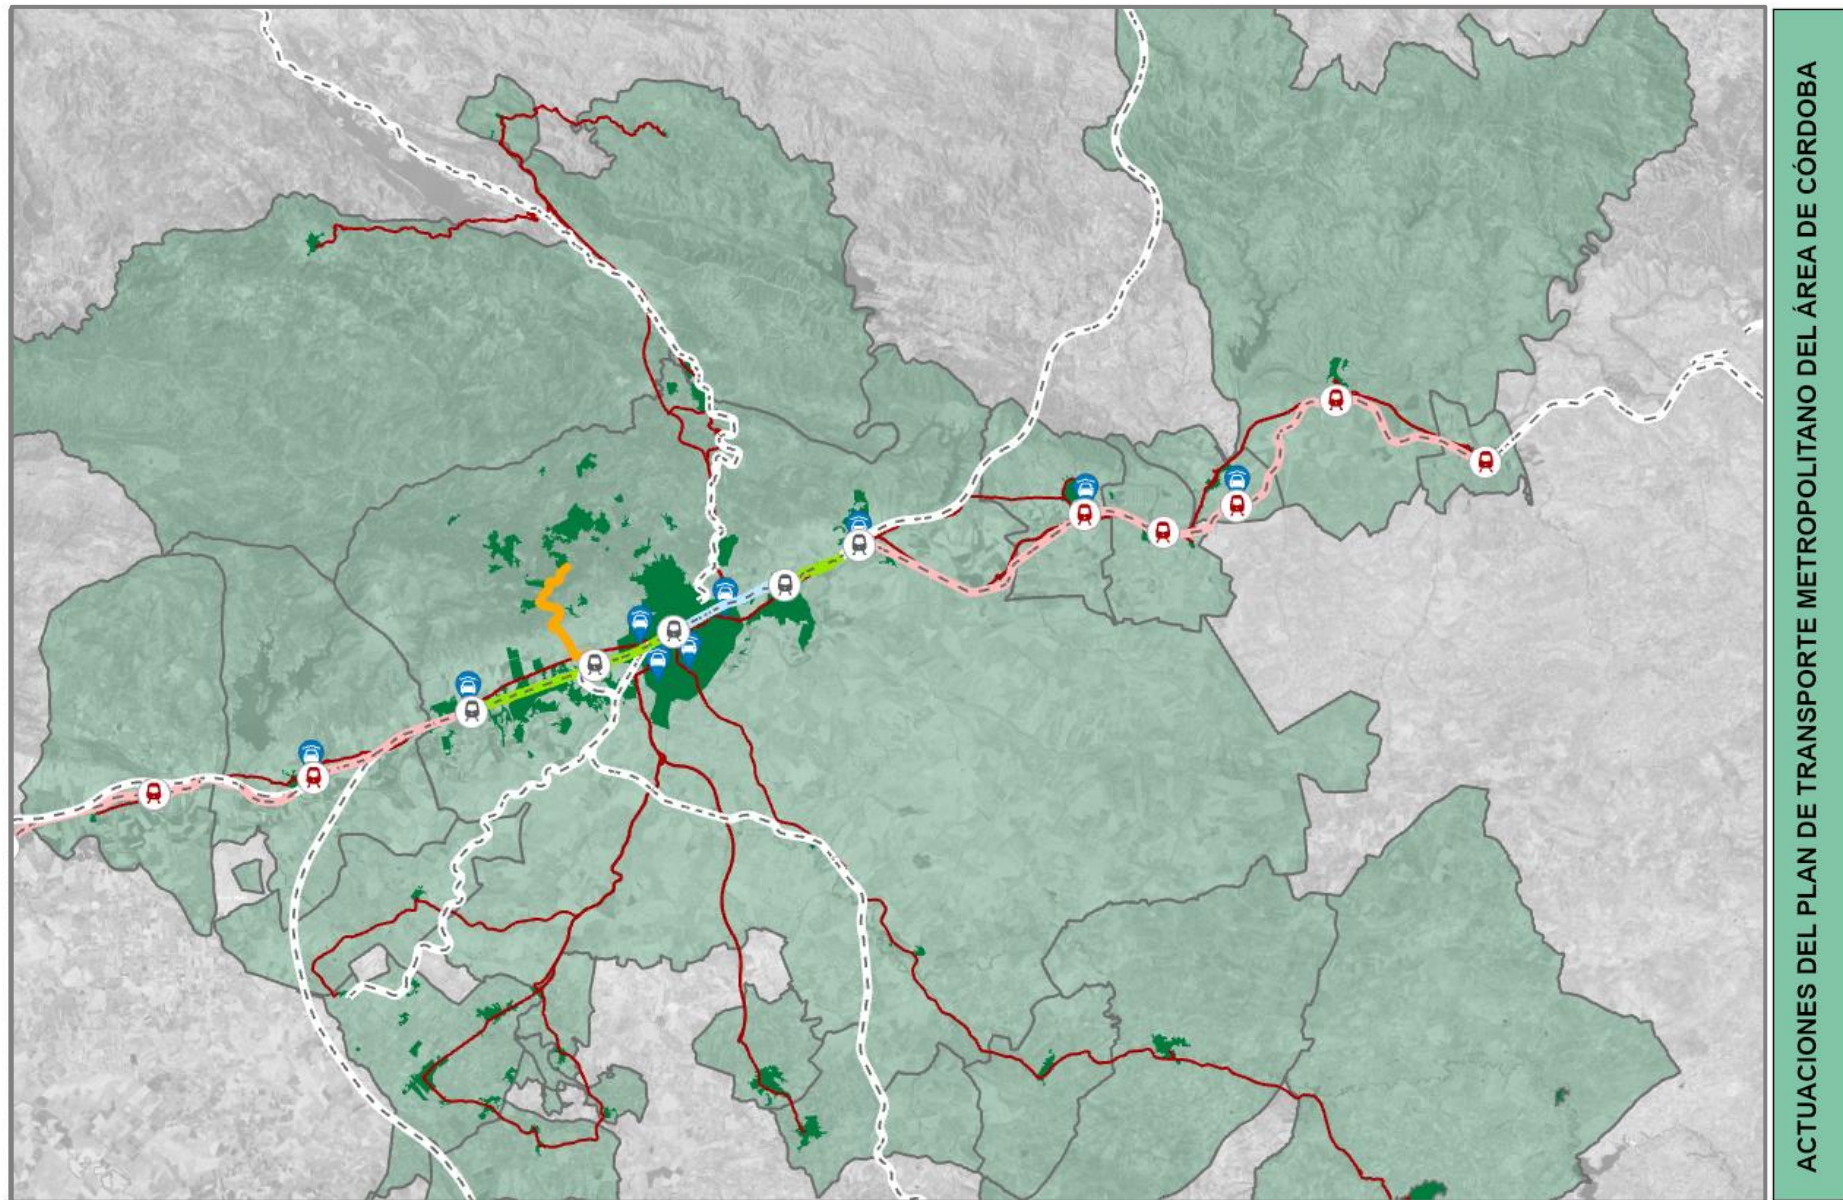 ACTUACIONES DEL PLAN DE TRANSPORTE METROPOLITANO DEL ÁREA DE CÓRDOBA